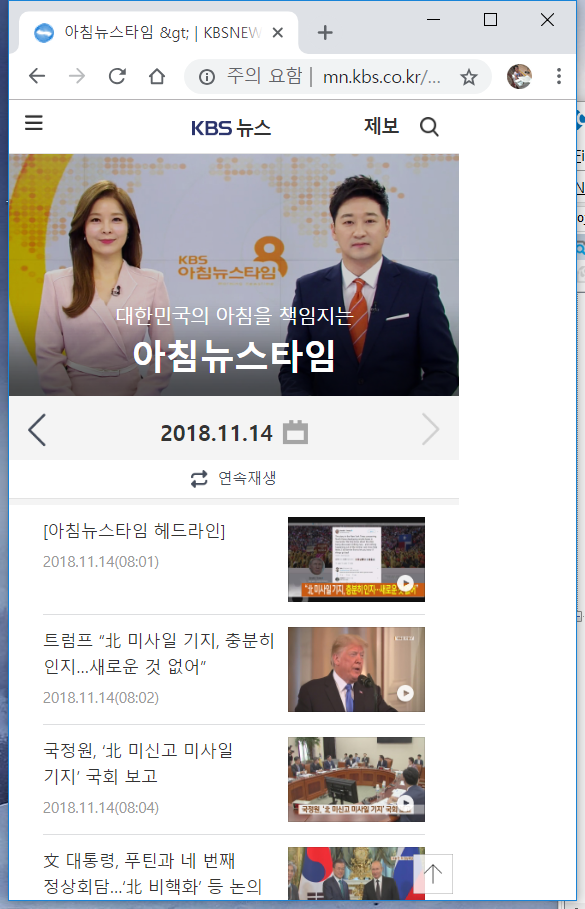 아침뉴스타임 &gt; | KBSNEW
주의 요함 | mn.kbs.co.kr/...
KBS 뉴스
제보
KBS
아침뉴스타임 8
대한민국의 아침을 책임지는
아침뉴스타임
2018.11.14
연속재생
[아침뉴스타임 헤드라인]
2018.11.14(08:01)
"北 미사일 기지, 충분히 인지…새로운 것 없어"
트럼프 “北 미사일 기지, 충분히
인지…새로운 것 없어”
2018.11.14(08:02)
국정원, ‘北 미신고 미사일
기지’ 국회 보고
2018.11.14(08:04)
국정원, '北 미신고 미사일 기지' 국회
文 대통령, 푸틴과 네 번째
정상회담…‘北 비핵화’ 등 논의